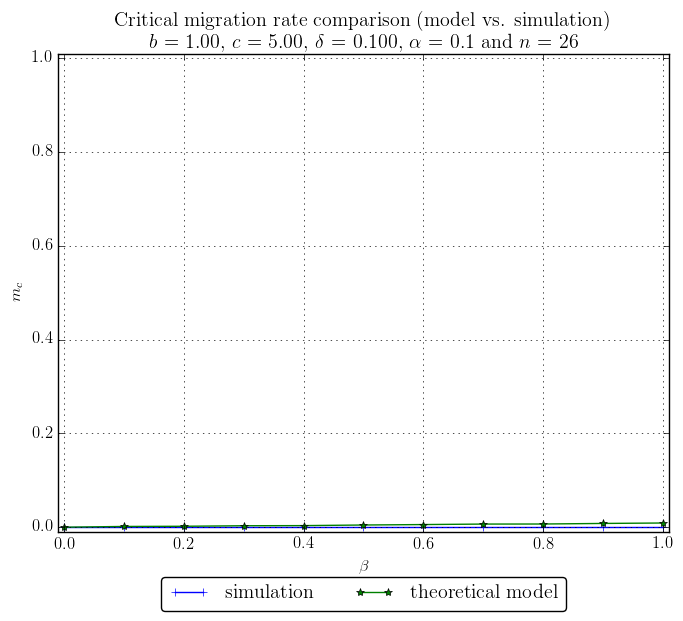 Critical migration rate comparison (model vs. simulation)
b = 1.00, c = 5.00, δ = 0.100, α = 0.1 and n = 26
1.0
0.8
0.6
0.4
0.2
0.0
m_c
0.0 0.2 0.4 0.6 0.8 1.0
β
simulation theoretical model